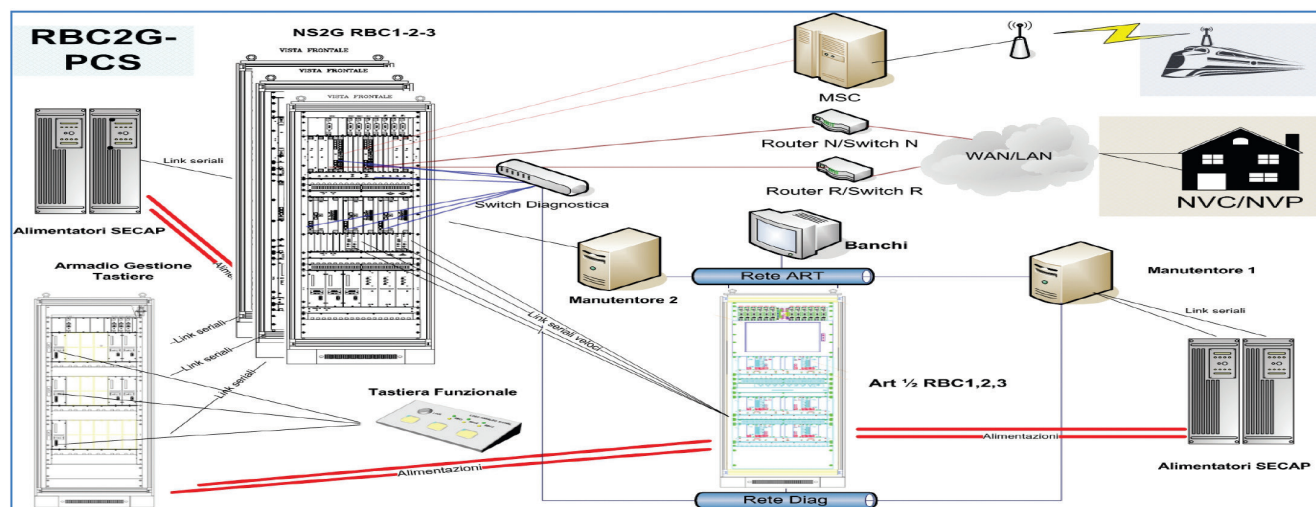 RBC2G-
PCS
NS2G RBC1-2-3
VISTA FRONTALE
VISTA FRONTALE
VISTA FRONTALE
MSC
Link seriali
Router N/Switch N
WAN/LAN
Router R/Switch R
Switch Diagnostica
NVC/NVP
Alimentatori SECAP
Banchi
Armadio Gestione
Tastiere
Rete ART
Manutentore 1
Manutentore 2
Link seriali
Link seriali
Link seriali veloci
Link seriali
Link seriali
Art ½ RBC1,2,3
Tastiera Funzionale
Alimentazioni
Alimentazioni
Alimentatori SECAP
Rete Diag